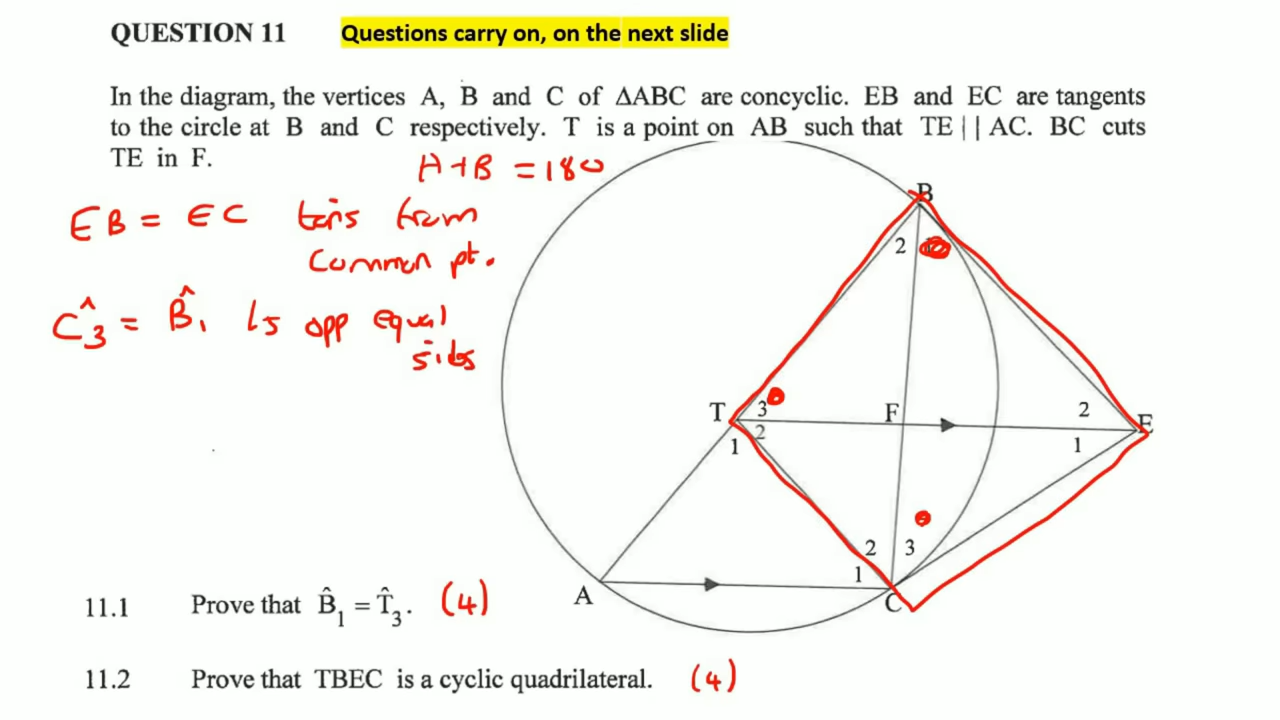 QUESTION 11 Questions carry on, on the next slide
In the diagram, the vertices A, B and C of ΔABC are concyclic. EB and EC are tangents
to the circle at B and C respectively. T is a point on AB such that TE || AC. BC cuts
TE in F.
A+B = 180
EB = EC tans from
common pt.
Ĉ3 = B̂1 Ls opp equal
sides
B
2
T 3 F 2 E
1 2 1
2 3
1
A C
11.1 Prove that B̂1 = T̂3. (4)
11.2 Prove that TBEC is a cyclic quadrilateral. (4)